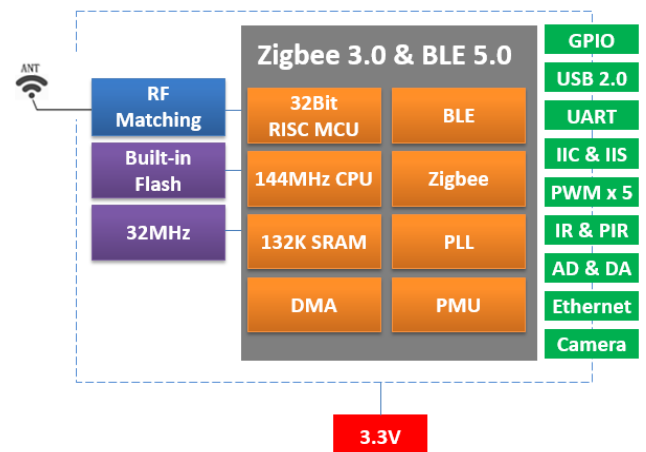 ANT
RF
Matching
Built-in
Flash
32MHz
Zigbee 3.0 & BLE 5.0
32Bit
RISC MCU
BLE
144MHz CPU
Zigbee
132K SRAM
PLL
DMA
PMU
GPIO
USB 2.0
UART
IIC & IIS
PWM x 5
IR & PIR
AD & DA
Ethernet
Camera
3.3V